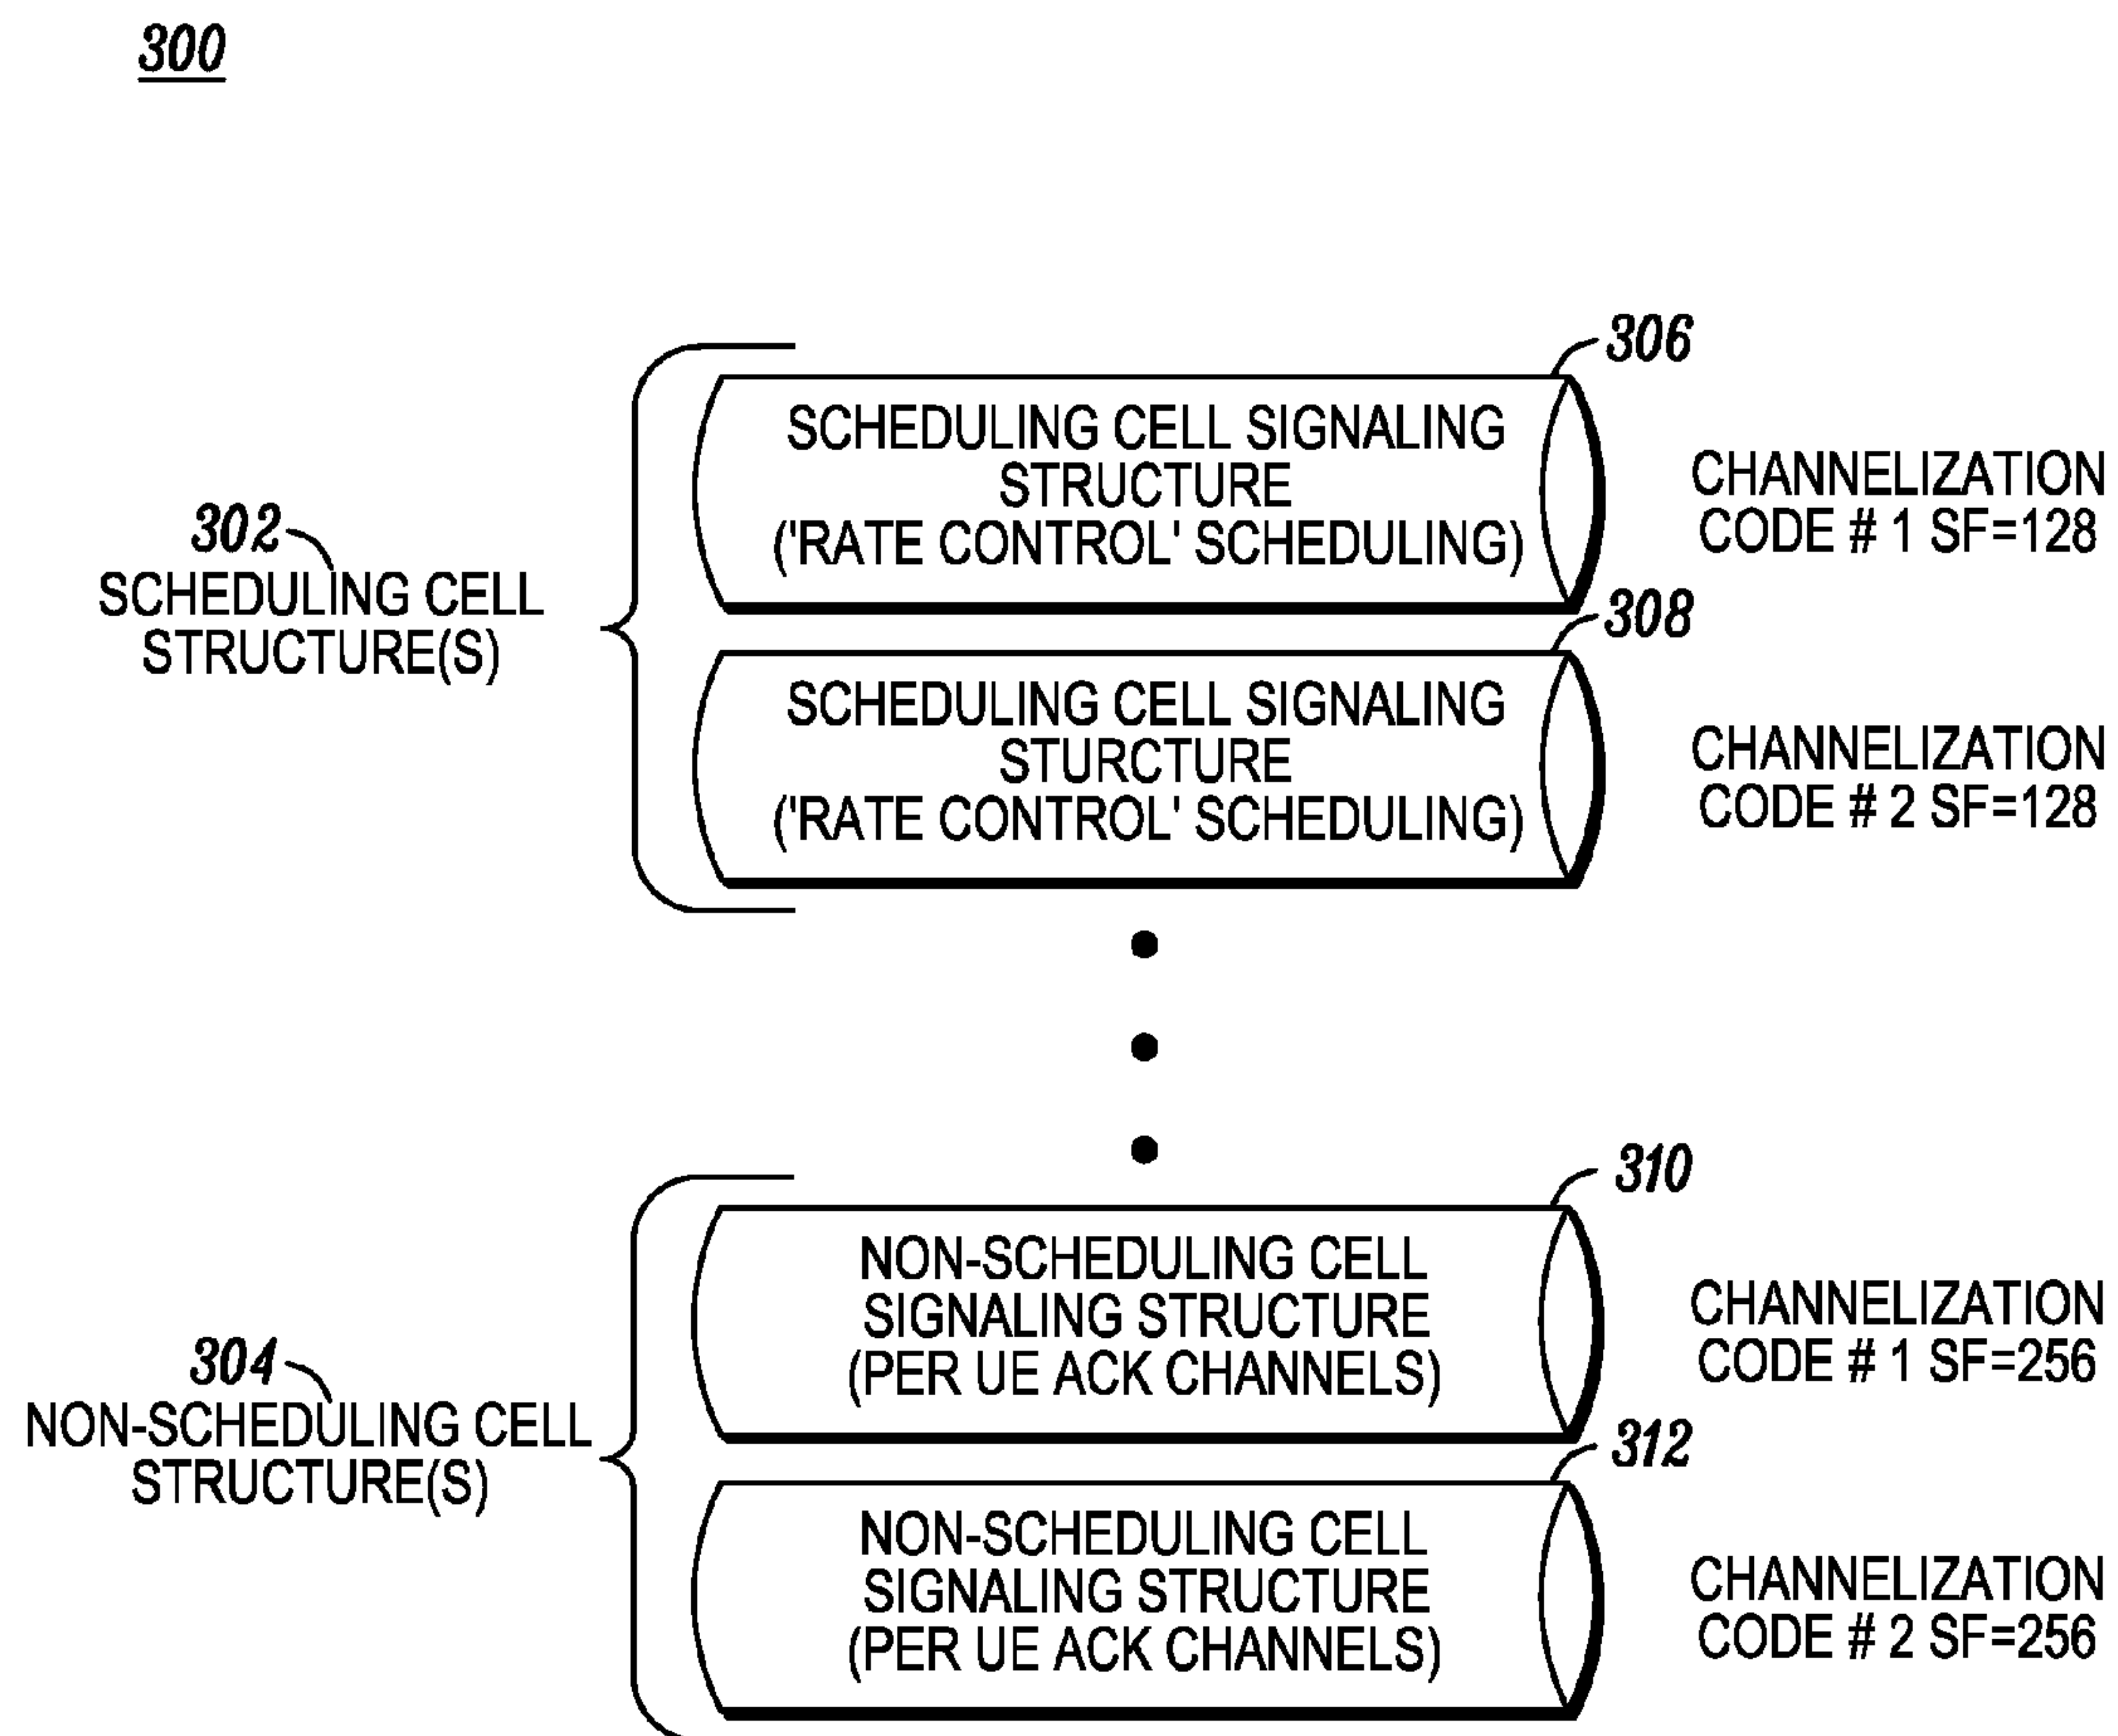 300
306
SCHEDULING CELL SIGNALING
STRUCTURE
('RATE CONTROL' SCHEDULING)
CHANNELIZATION
CODE # 1 SF=128
302
SCHEDULING CELL
STRUCTURE(S)
308
SCHEDULING CELL SIGNALING
STURCTURE
('RATE CONTROL' SCHEDULING)
CHANNELIZATION
CODE # 2 SF=128
310
NON-SCHEDULING CELL
SIGNALING STRUCTURE
(PER UE ACK CHANNELS)
CHANNELIZATION
CODE # 1 SF=256
304
NON-SCHEDULING CELL
STRUCTURE(S)
312
NON-SCHEDULING CELL
SIGNALING STRUCTURE
(PER UE ACK CHANNELS)
CHANNELIZATION
CODE # 2 SF=256